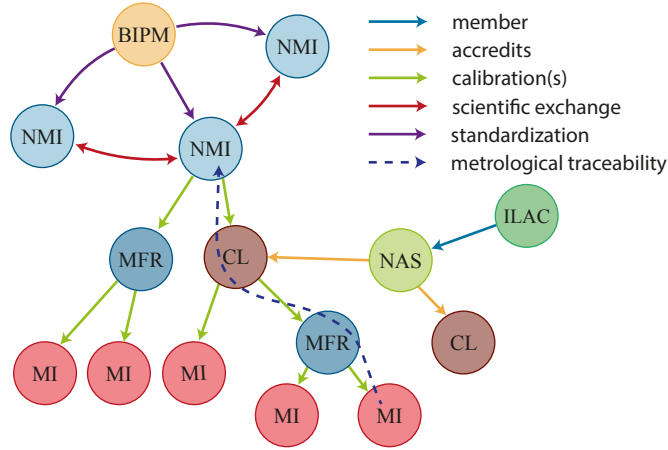 BIPM
NMI
member
accredits
calibration(s)
scientific exchange
standardization
metrological traceability
NMI
NMI
ILAC
MFR
CL
NAS
MFR
CL
MI
MI
MI
MI
MI